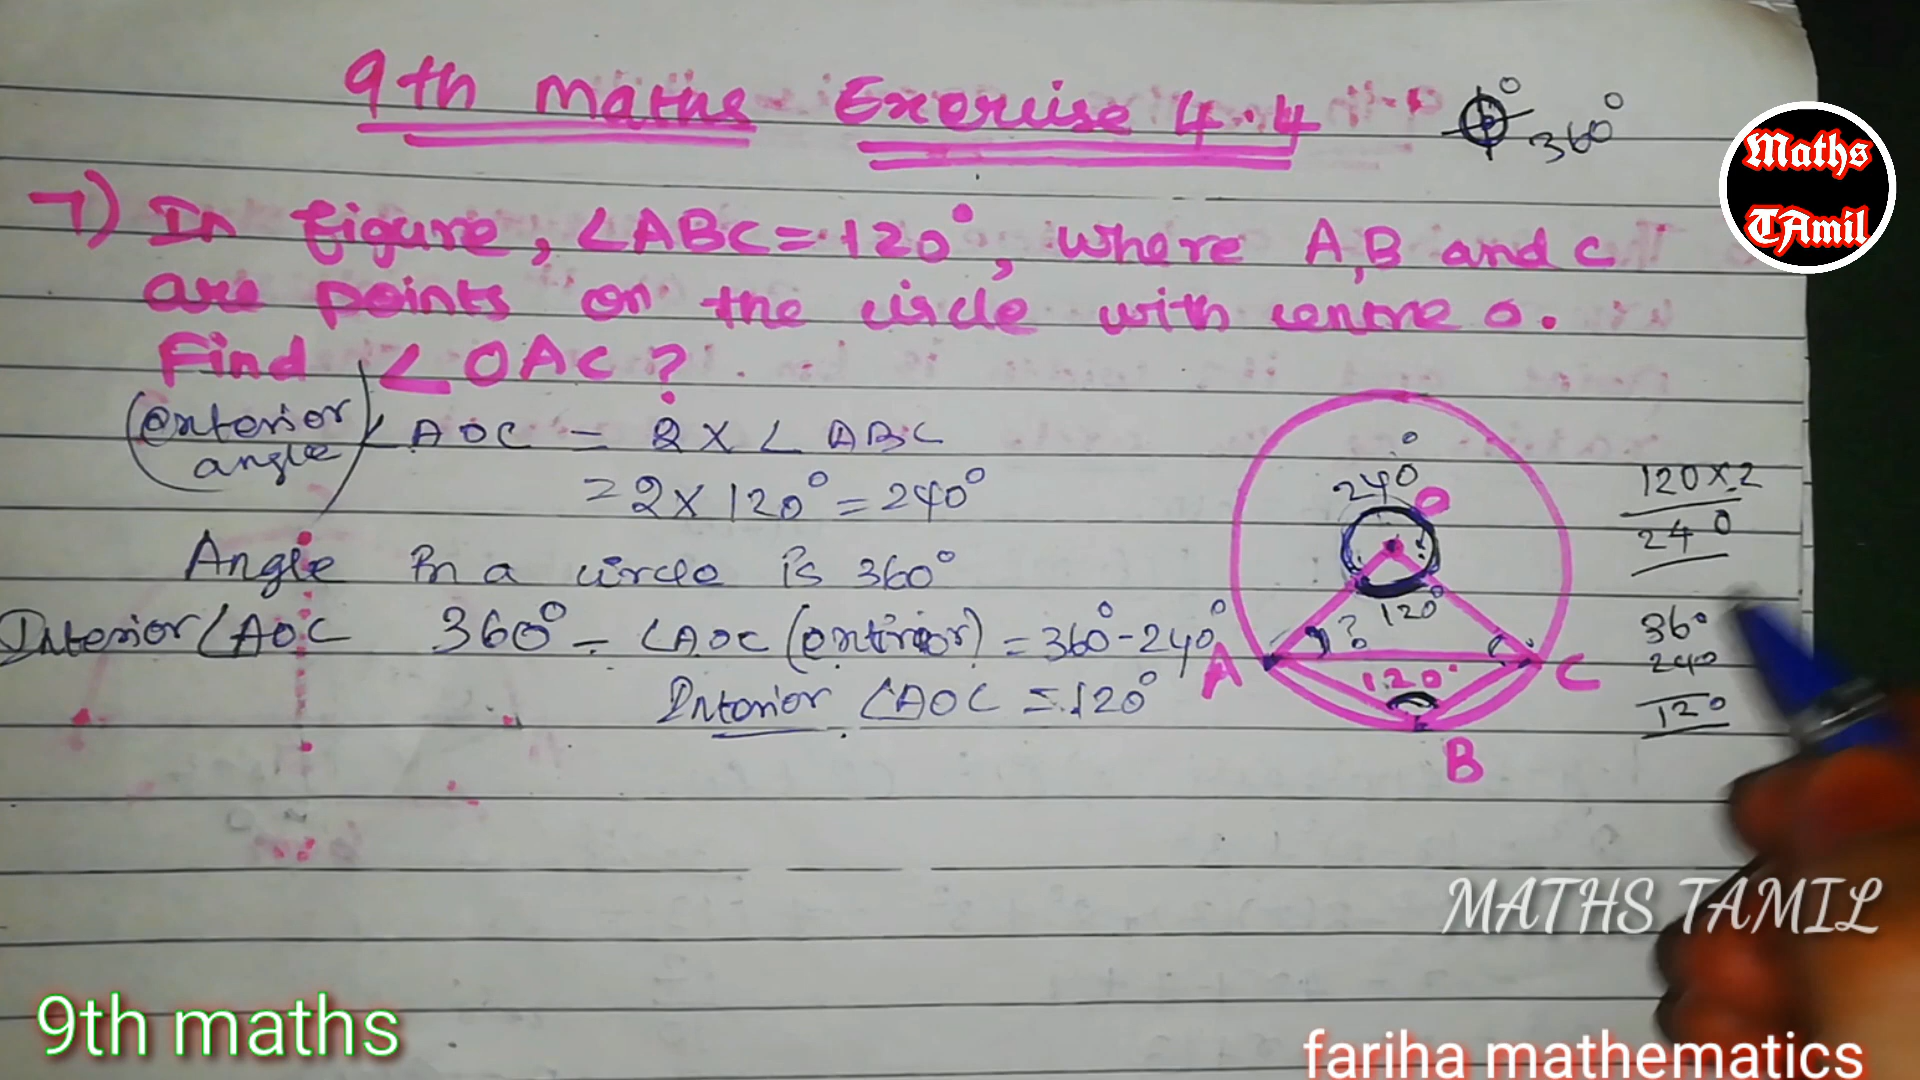 9th maths Exercise 4.4
360°
Maths
TAmil
7) In figure, ∠ABC = 120°, where A,B and C
are points on the circle with centre O.
Find ∠OAC ?
(exterior angle) ∠AOC = 2 × ∠ABC
= 2 × 120° = 240°
Angle in a circle is 360°
Interior ∠AOC 360° - ∠AOC (exterior) = 360° - 240°
Interior ∠AOC = 120°
240°
O
120°
?
A
120°
C
B
120×2
240
360
240
120
MATHS TAMIL
9th maths
fariha mathematics